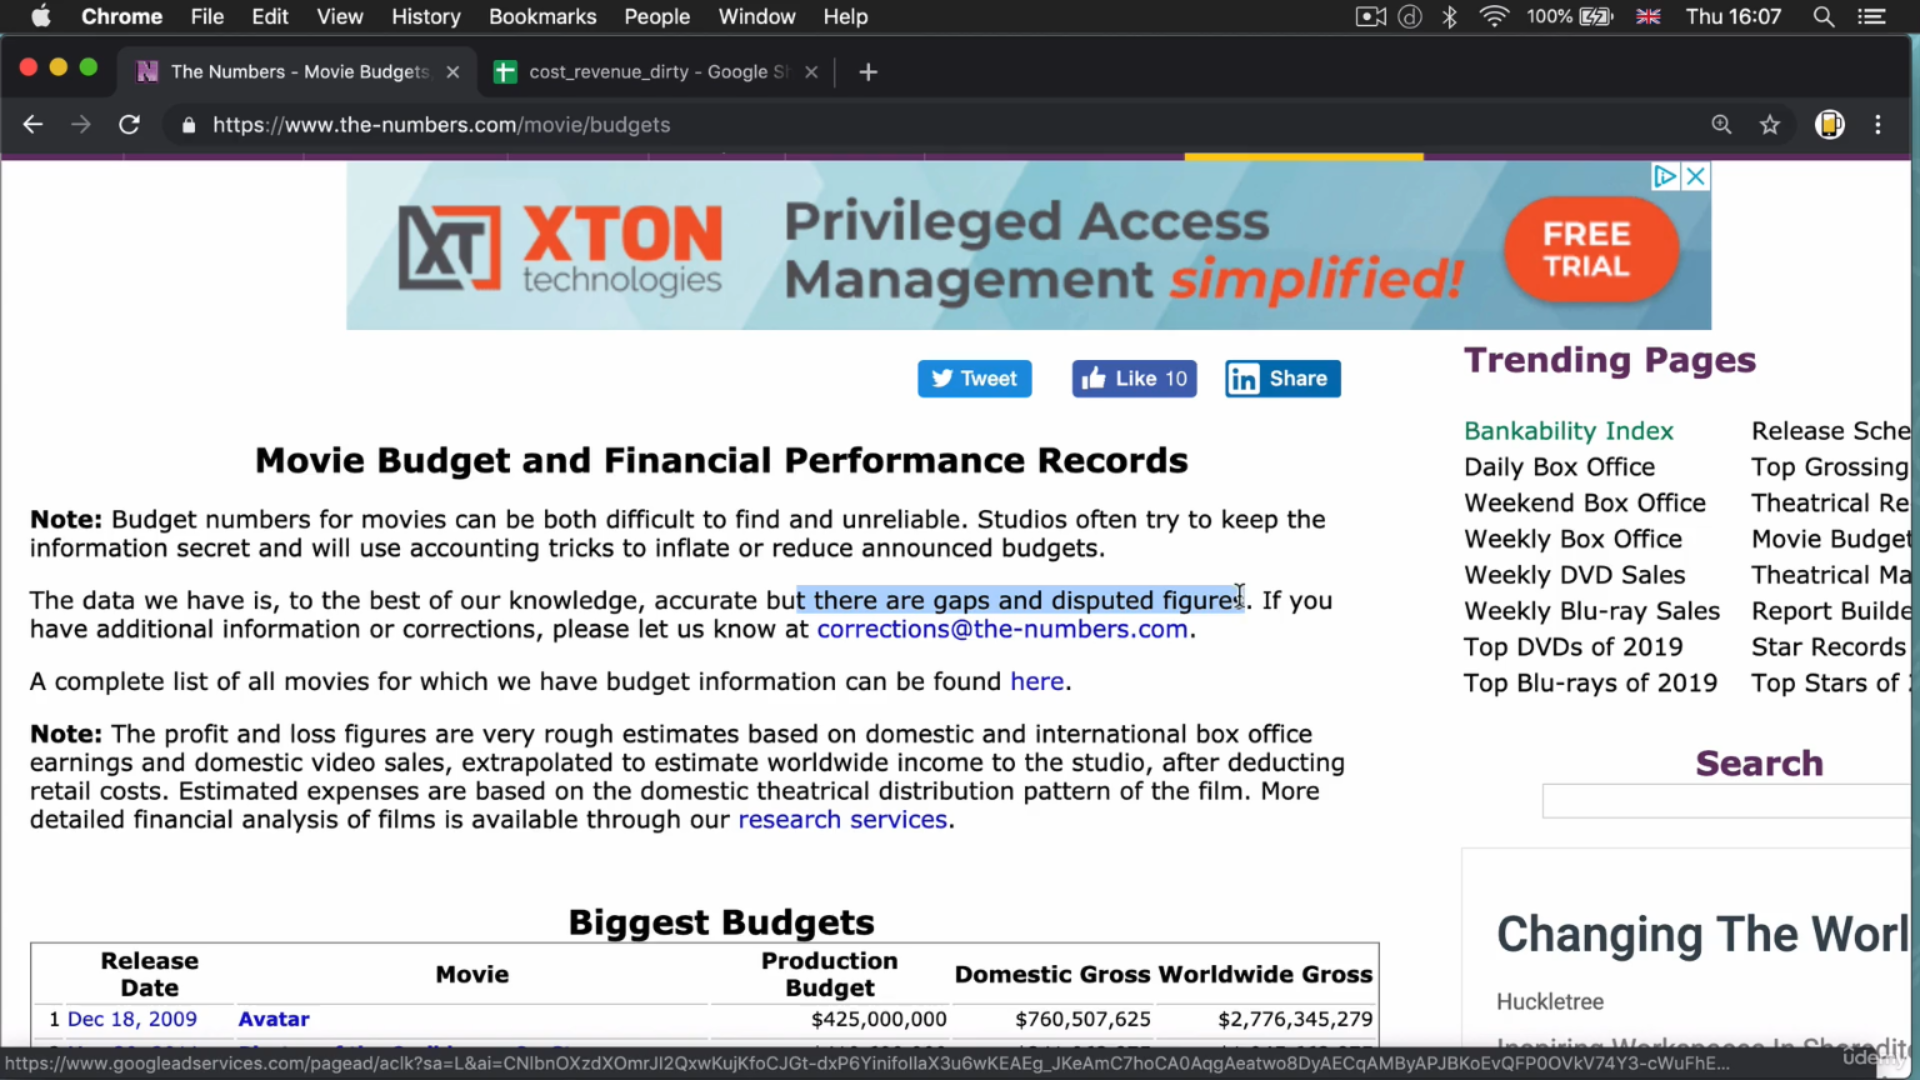 Chrome File Edit View History Bookmarks People Window Help 100% Thu 16:07
The Numbers - Movie Budgets cost_revenue_dirty - Google Sh
https://www.the-numbers.com/movie/budgets
XT XTON technologies
Privileged Access
Management simplified!
FREE
TRIAL
Tweet Like 10 in Share
Movie Budget and Financial Performance Records
Note: Budget numbers for movies can be both difficult to find and unreliable. Studios often try to keep the
information secret and will use accounting tricks to inflate or reduce announced budgets.
The data we have is, to the best of our knowledge, accurate but there are gaps and disputed figures. If you
have additional information or corrections, please let us know at corrections@the-numbers.com.
A complete list of all movies for which we have budget information can be found here.
Note: The profit and loss figures are very rough estimates based on domestic and international box office
earnings and domestic video sales, extrapolated to estimate worldwide income to the studio, after deducting
retail costs. Estimated expenses are based on the domestic theatrical distribution pattern of the film. More
detailed financial analysis of films is available through our research services.
Biggest Budgets
Release Date Movie Production Budget Domestic Gross Worldwide Gross
1 Dec 18, 2009 Avatar $425,000,000 $760,507,625 $2,776,345,279
Trending Pages
Bankability Index Release Sche
Daily Box Office Top Grossing
Weekend Box Office Theatrical Re
Weekly Box Office Movie Budget
Weekly DVD Sales Theatrical Ma
Weekly Blu-ray Sales Report Builde
Top DVDs of 2019 Star Records
Top Blu-rays of 2019 Top Stars of
Search
Changing The Worl
Huckletree